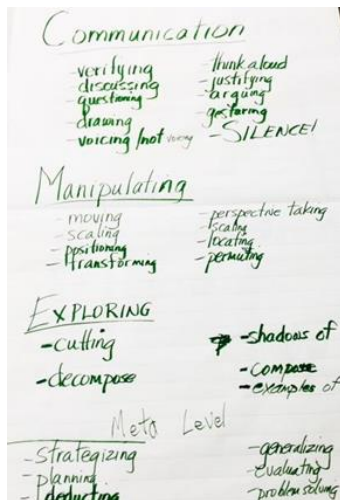 Communication
- verifying
- discussing
- questioning
- drawing
- voicing/not voicing
- think aloud
- justifying
- arguing
- gesturing
- SILENCE!
Manipulating
- moving
- scaling
- positioning
- transforming
- perspective taking
- scaling
- locating
- permuting
EXPLORING
- cutting
- decompose
- shadows of
- compose
- examples of
Meta Level
- Strategizing
- planning
- deducting
- generalizing
- evaluating
- problem solving